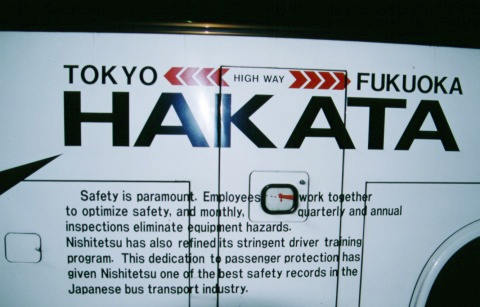 TOKYO HIGH WAY FUKUOKA
HAKATA
Safety is paramount. Employees work together
to optimize safety, and monthly, quarterly and annual
inspections eliminate equipment hazards.
Nishitetsu has also refined its stringent driver training
program. This dedication to passenger protection has
given Nishitetsu one of the best safety records in the
Japanese bus transport industry.